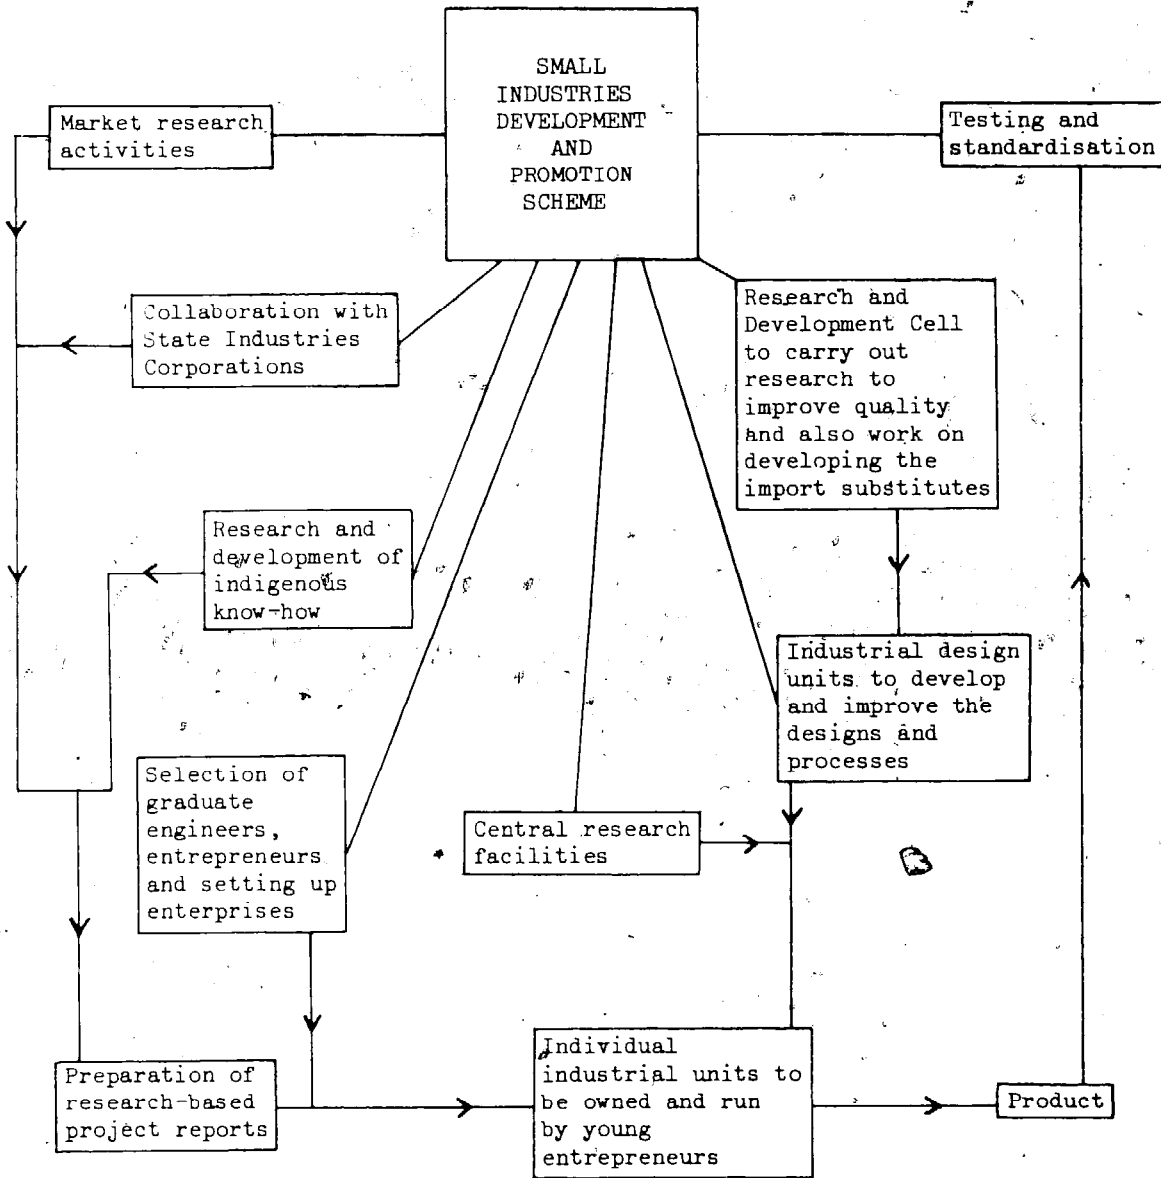 SMALL
INDUSTRIES
DEVELOPMENT
AND
PROMOTION
SCHEME
Market research
activities
Testing and
standardisation
Collaboration with
State Industries
Corporations
Research and
Development Cell
to carry out
research to
improve quality
and also work on
developing the
import substitutes
Research and
development of
indigenous
know-how
Industrial design
units to develop
and improve the
designs and
processes
Selection of
graduate
engineers,
entrepreneurs
and setting up
enterprises
Central research
facilities
Preparation of
research-based
project reports
Individual
industrial units to
be owned and run
by young
entrepreneurs
Product